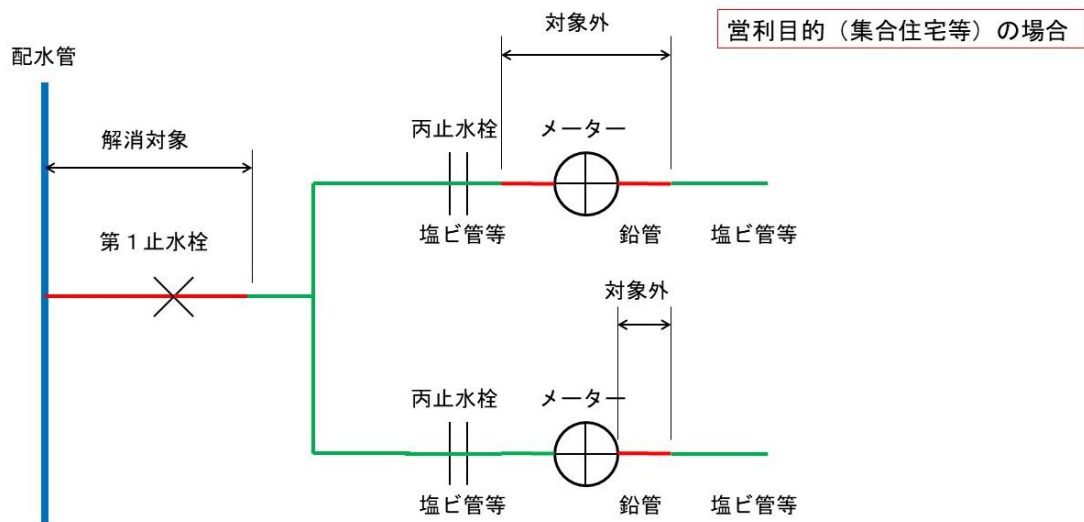 営利目的（集合住宅等）の場合
対象外
配水管
解消対象
丙止水栓
メーター
第１止水栓
塩ビ管等
鉛管
塩ビ管等
対象外
丙止水栓
メーター
塩ビ管等
鉛管
塩ビ管等